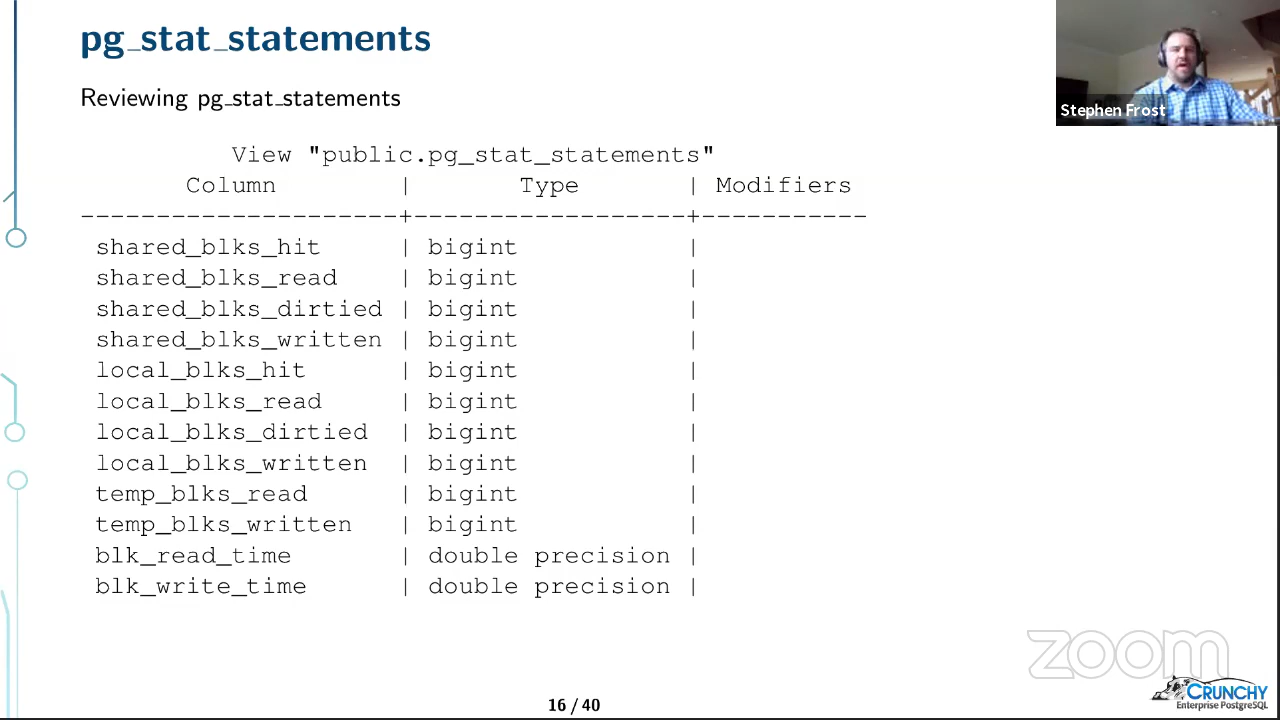 pg_stat_statements
Reviewing pg_stat_statements
View "public.pg_stat_statements"
Column | Type | Modifiers
---------------------+------------------+-----------
shared_blks_hit | bigint |
shared_blks_read | bigint |
shared_blks_dirtied | bigint |
shared_blks_written | bigint |
local_blks_hit | bigint |
local_blks_read | bigint |
local_blks_dirtied | bigint |
local_blks_written | bigint |
temp_blks_read | bigint |
temp_blks_written | bigint |
blk_read_time | double precision |
blk_write_time | double precision |
Stephen Frost
zoom
CRUNCHY
Enterprise PostgreSQL
16 / 40